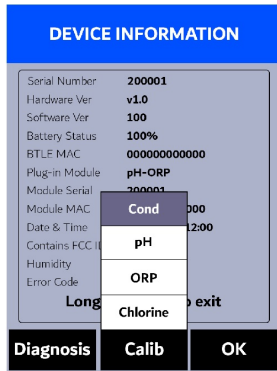 DEVICE INFORMATION
Serial Number 200001
Hardware Ver v1.0
Software Ver 100
Battery Status 100%
BTLE MAC 000000000000
Plug-in Module pH-ORP
Module Serial 200001
Module MAC 000
Date & Time 12:00
Contains FCC I
Humidity
Error Code
Long exit
Cond
pH
ORP
Chlorine
Diagnosis Calib OK